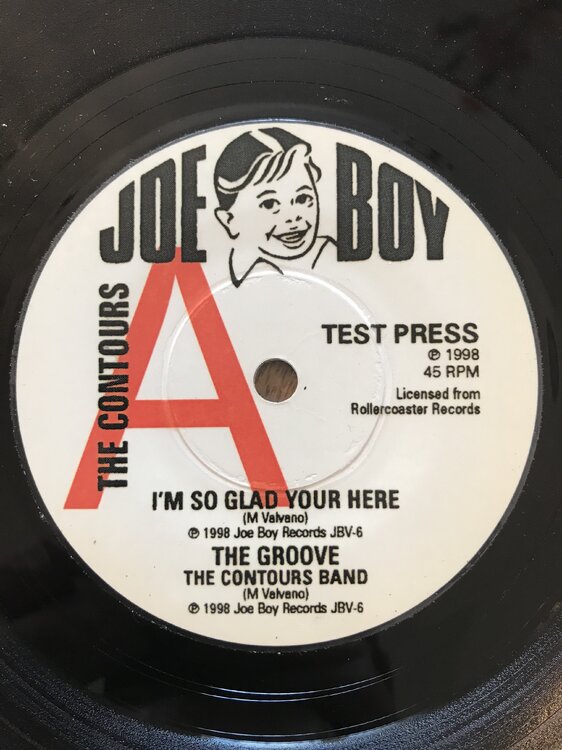 JOE BOY
THE CONTOURS
A
TEST PRESS
℗ 1998
45 RPM
Licensed from
Rollercoaster Records
I'M SO GLAD YOUR HERE
(M Valvano)
℗ 1998 Joe Boy Records JBV-6
THE GROOVE
THE CONTOURS BAND
(M Valvano)
℗ 1998 Joe Boy Records JBV-6